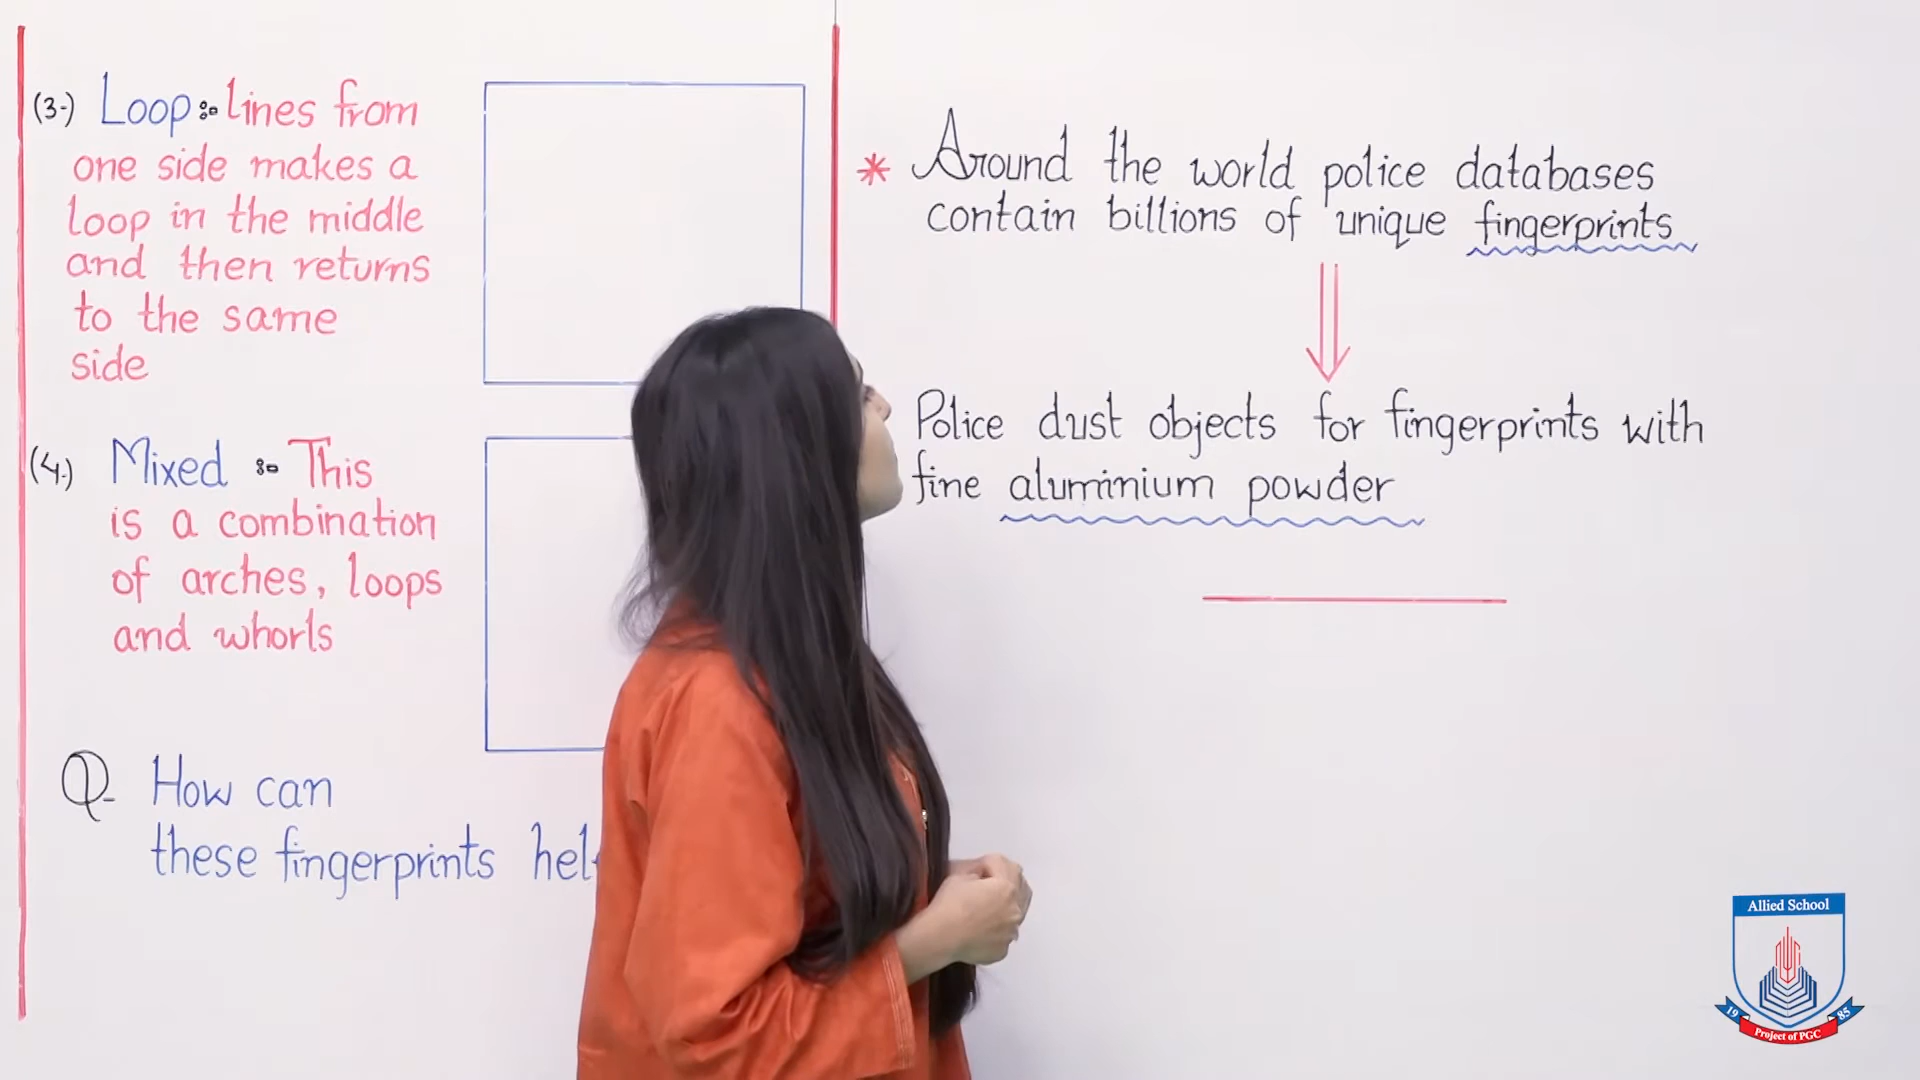 (3-) Loop:- lines from
one side makes a
loop in the middle
and then returns
to the same
side
(4-) Mixed :- This
is a combination
of arches, loops
and whorls
Q- How can
these fingerprints
* Around the world police databases
contain billions of unique fingerprints
Police dust objects for fingerprints with
fine aluminium powder
Allied School
1985
Project of PGC